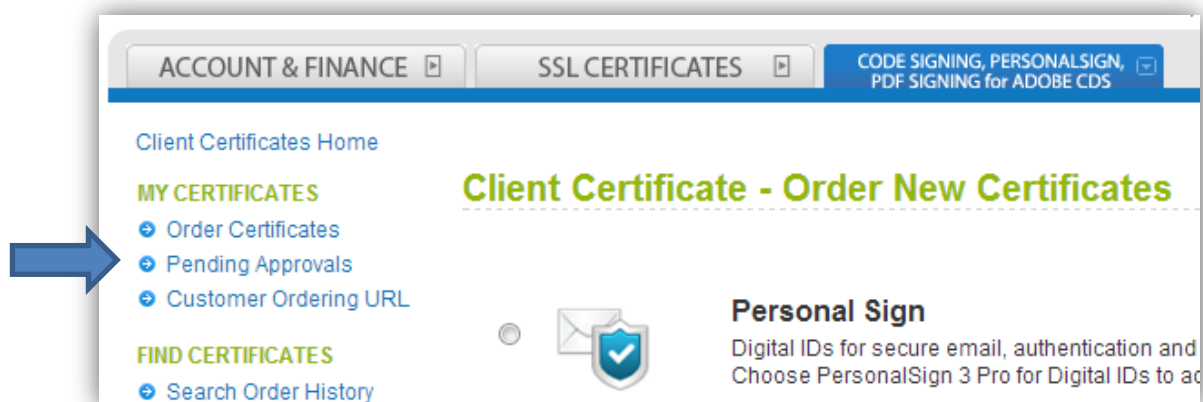 ACCOUNT & FINANCE
SSL CERTIFICATES
CODE SIGNING, PERSONALSIGN,
PDF SIGNING for ADOBE CDS
Client Certificates Home
MY CERTIFICATES
Order Certificates
Pending Approvals
Customer Ordering URL
FIND CERTIFICATES
Search Order History
Client Certificate - Order New Certificates
Personal Sign
Digital IDs for secure email, authentication and
Choose PersonalSign 3 Pro for Digital IDs to